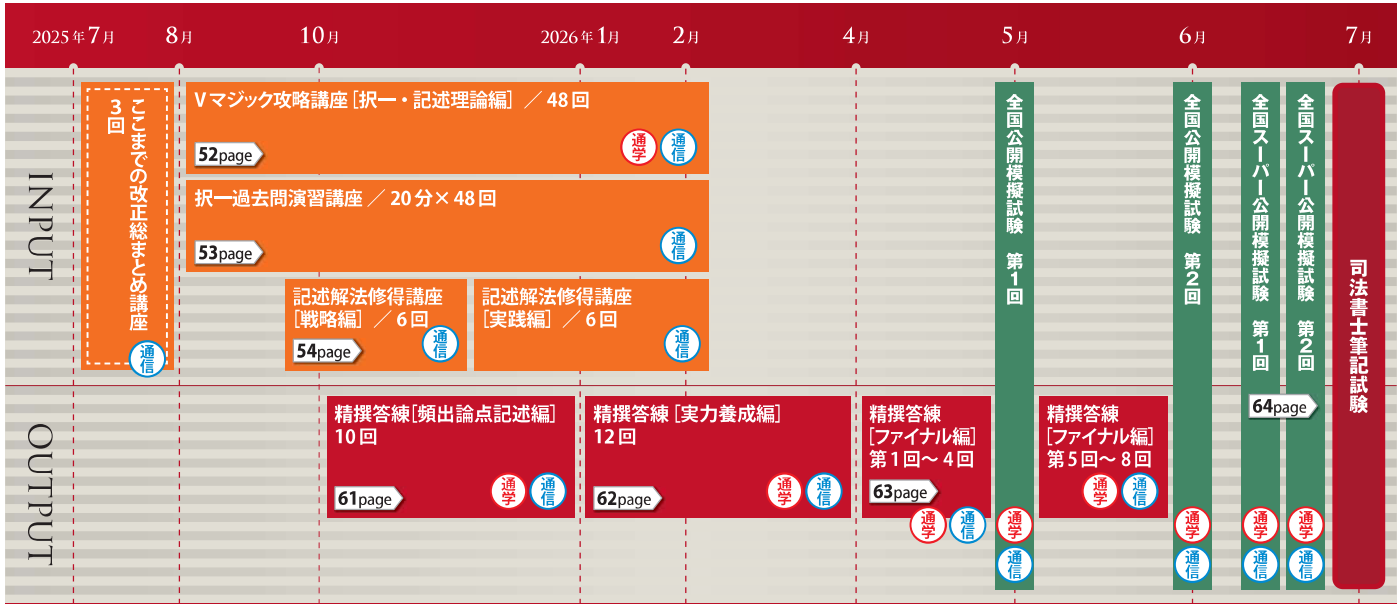 2025年7月
8月
10月
2026年1月
2月
4月
5月
6月
7月
INPUT
ここまでの改正総まとめ講座
3回
通信
Vマジック攻略講座［択一・記述理論編］／48回
52page
通学
通信
択一過去問演習講座／20分×48回
53page
通信
記述解法修得講座
［戦略編］／6回
54page
通信
記述解法修得講座
［実践編］／6回
通信
OUTPUT
精撰答練［頻出論点記述編］
10回
61page
通学
通信
精撰答練［実力養成編］
12回
62page
通学
通信
精撰答練
［ファイナル編］
第1回～4回
63page
通学
通信
全国公開模擬試験 第1回
通学
通信
精撰答練
［ファイナル編］
第5回～8回
通学
通信
全国公開模擬試験 第2回
通学
通信
全国スーパー公開模擬試験 第1回
通学
通信
全国スーパー公開模擬試験 第2回
64page
通学
通信
司法書士筆記試験